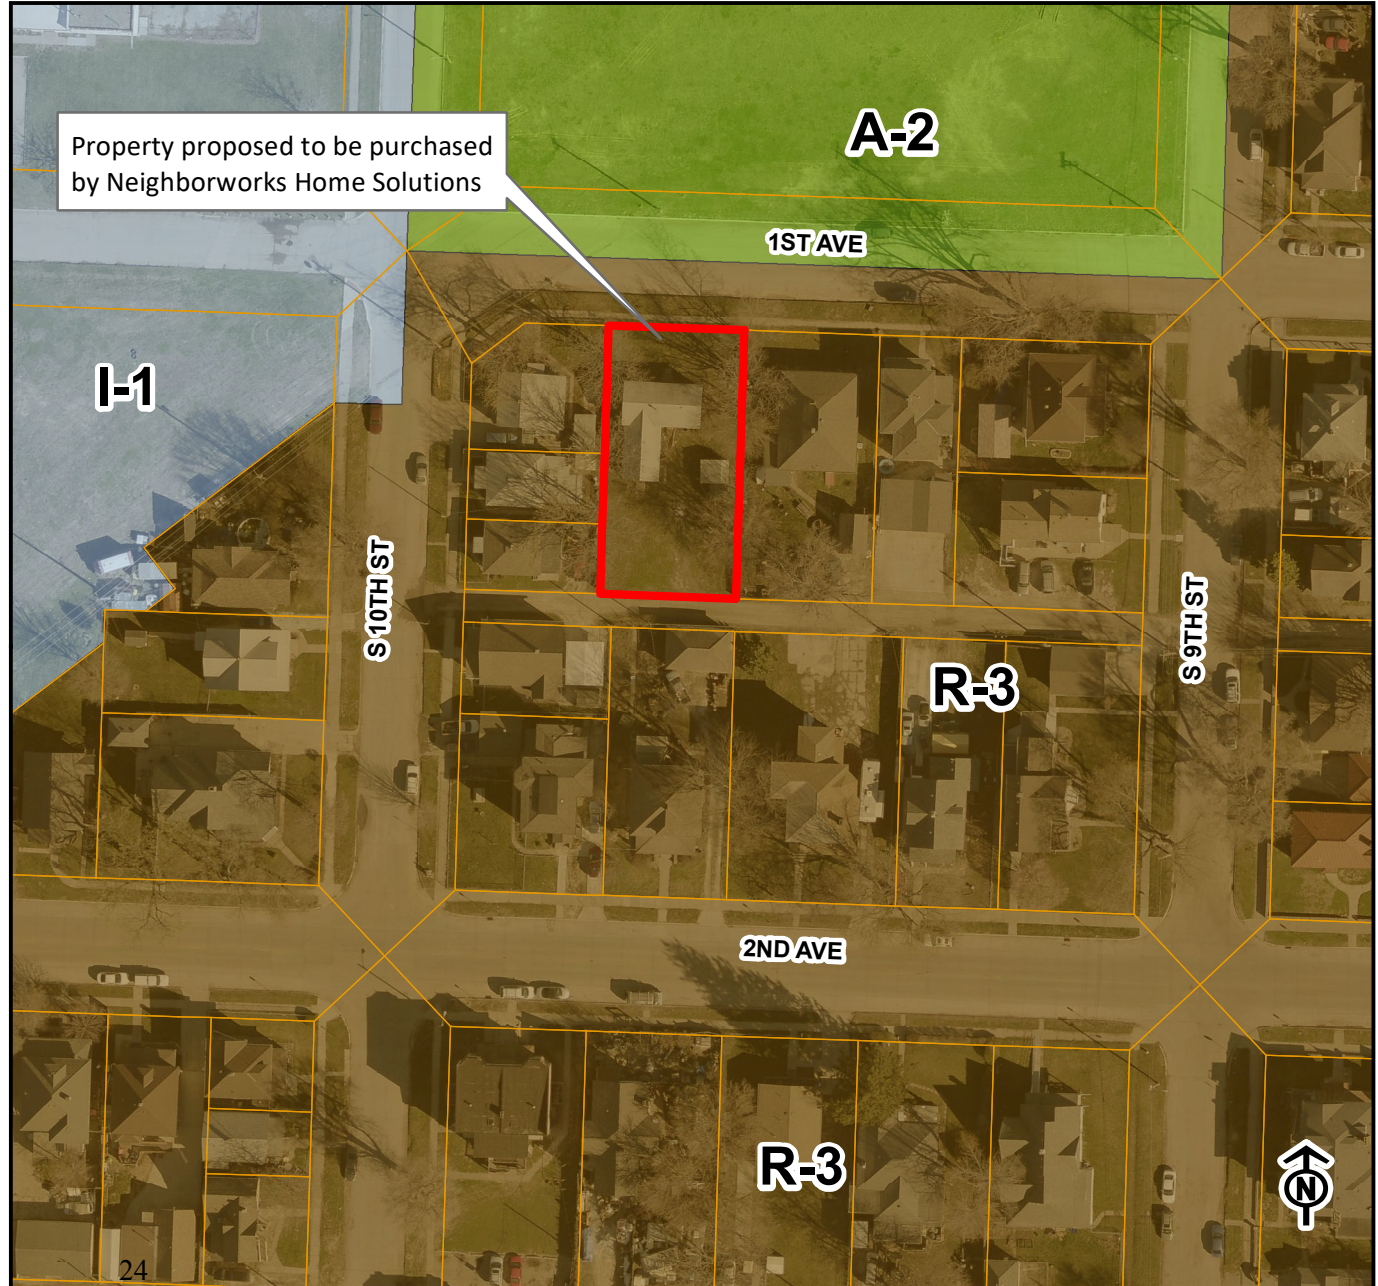 A-2
Property proposed to be purchased
by Neighborworks Home Solutions
1ST AVE
I-1
S 10TH ST
S 9TH ST
R-3
2ND AVE
R-3
N
24